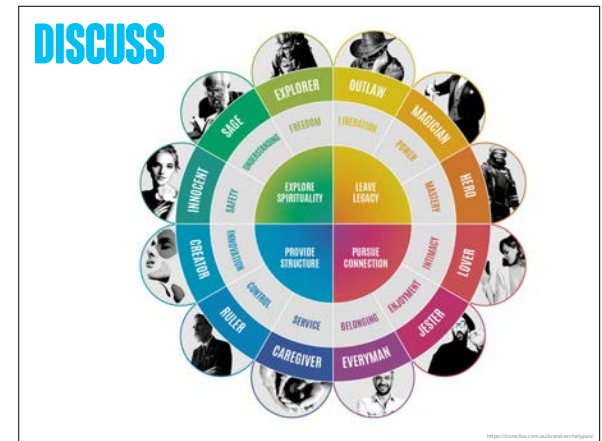 DISCUSS
EXPLORER
OUTLAW
MAGICIAN
HERO
LOVER
JESTER
EVERYMAN
CAREGIVER
RULER
CREATOR
INNOCENT
SAGE
FREEDOM
LIBERATION
POWER
MASTERY
INTIMACY
ENJOYMENT
BELONGING
SERVICE
CONTROL
INNOVATION
SAFETY
UNDERSTANDING
EXPLORE
SPIRITUALITY
LEAVE
LEGACY
PROVIDE
STRUCTURE
PURSUE
CONNECTION